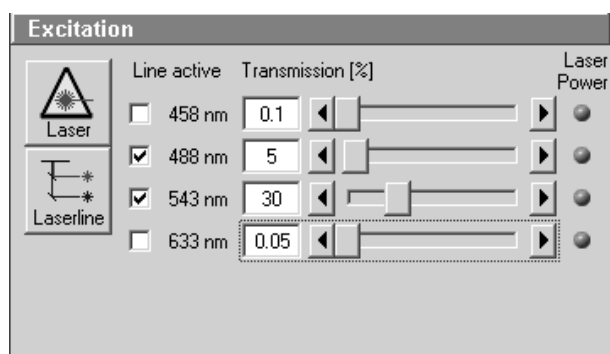 Excitation
Line active Transmission [%] Laser Power
Laser
458 nm 0.1
488 nm 5
543 nm 30
Laserline
633 nm 0.05